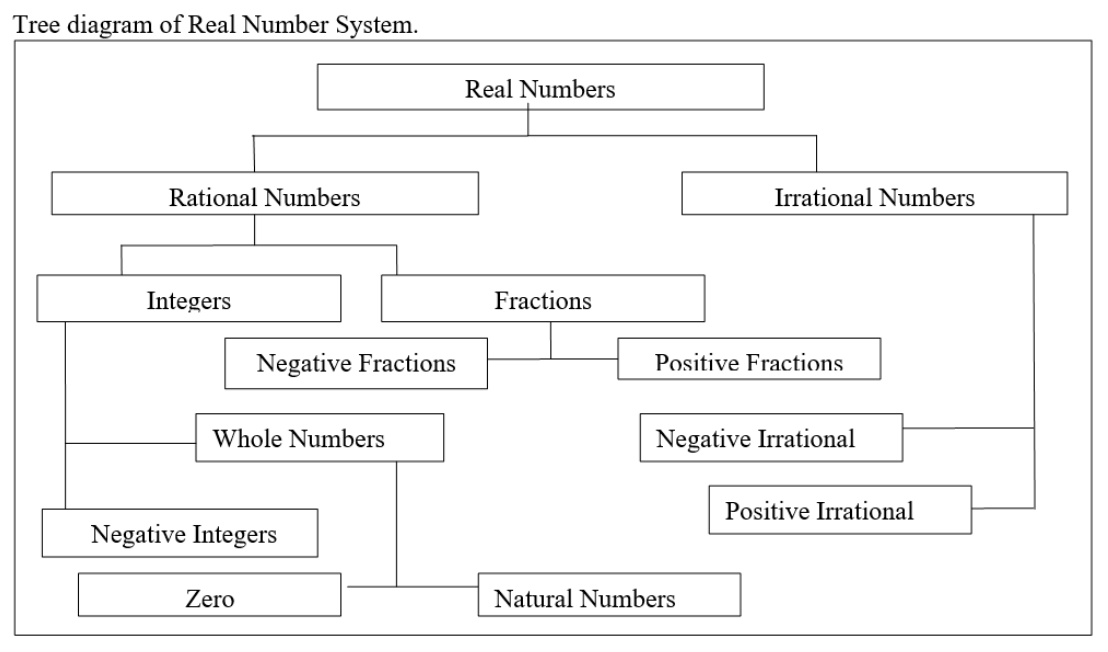 Tree diagram of Real Number System.
Real Numbers
Rational Numbers
Irrational Numbers
Integers
Fractions
Negative Fractions
Positive Fractions
Whole Numbers
Negative Irrational
Positive Irrational
Negative Integers
Zero
Natural Numbers